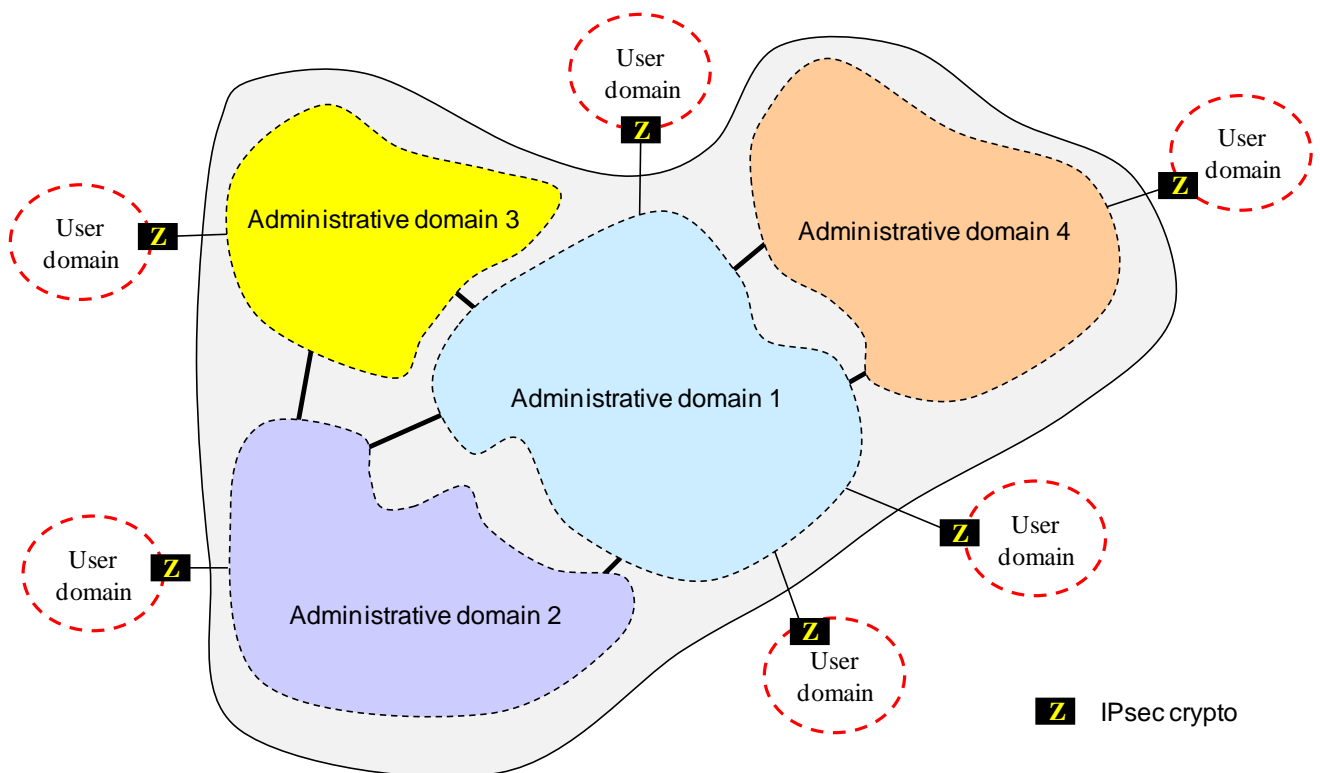 User
domain
Z
User
domain
Z
Administrative domain 3
Administrative domain 4
User
domain
Z
Administrative domain 1
User
domain
Z
User
domain
Z
Administrative domain 2
Z
User
domain
Z IPsec crypto